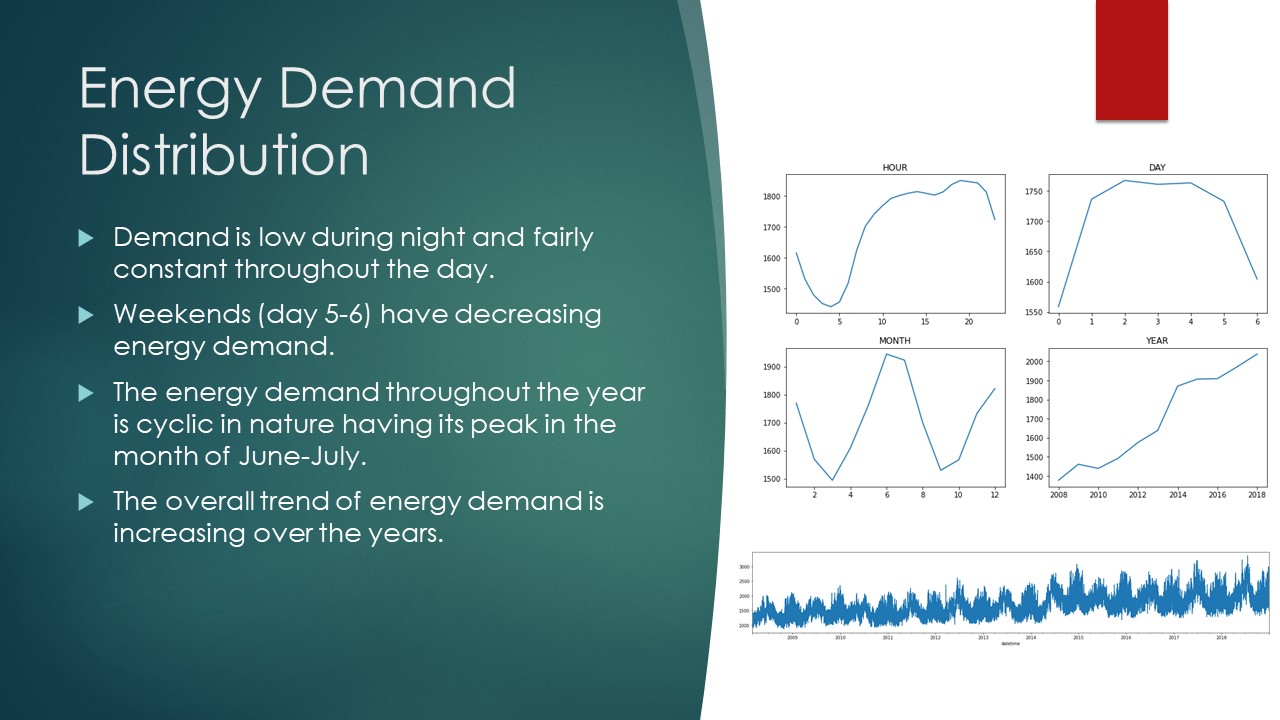 Energy Demand
Distribution
Demand is low during night and fairly
constant throughout the day.
Weekends (day 5-6) have decreasing
energy demand.
The energy demand throughout the year
is cyclic in nature having its peak in the
month of June-July.
The overall trend of energy demand is
increasing over the years.
HOUR
1800
1700
1600
1500
0 5 10 15 20
DAY
1750
1700
1650
1600
1550
0 1 2 3 4 5 6
MONTH
1900
1800
1700
1600
1500
2 4 6 8 10 12
YEAR
2000
1900
1800
1700
1600
1500
1400
2008 2010 2012 2014 2016 2018
3000
2500
2000
1500
1000
2009 2010 2011 2012 2013 2014 2015 2016 2017 2018
datetime